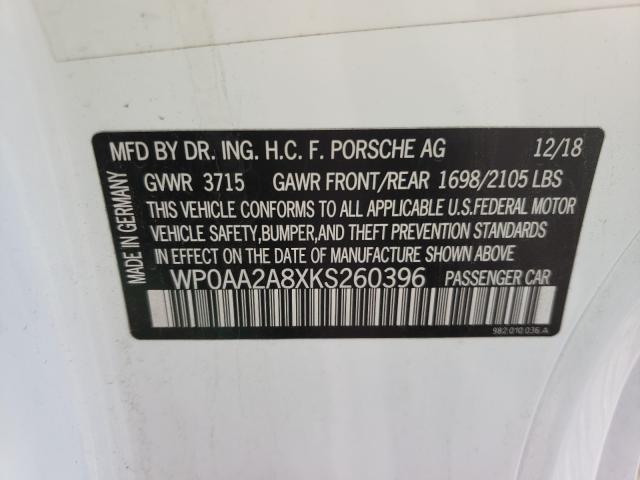 MFD BY DR. ING. H.C. F. PORSCHE AG 12/18
GVWR 3715 GAWR FRONT/REAR 1698/2105 LBS
THIS VEHICLE CONFORMS TO ALL APPLICABLE U.S.FEDERAL MOTOR
VEHICLE SAFETY,BUMPER,AND THEFT PREVENTION STANDARDS
IN EFFECT ON THE DATE OF MANUFACTURE SHOWN ABOVE
WP0AA2A8XKS260396 PASSENGER CAR
982.010.036.A
MADE IN GERMANY